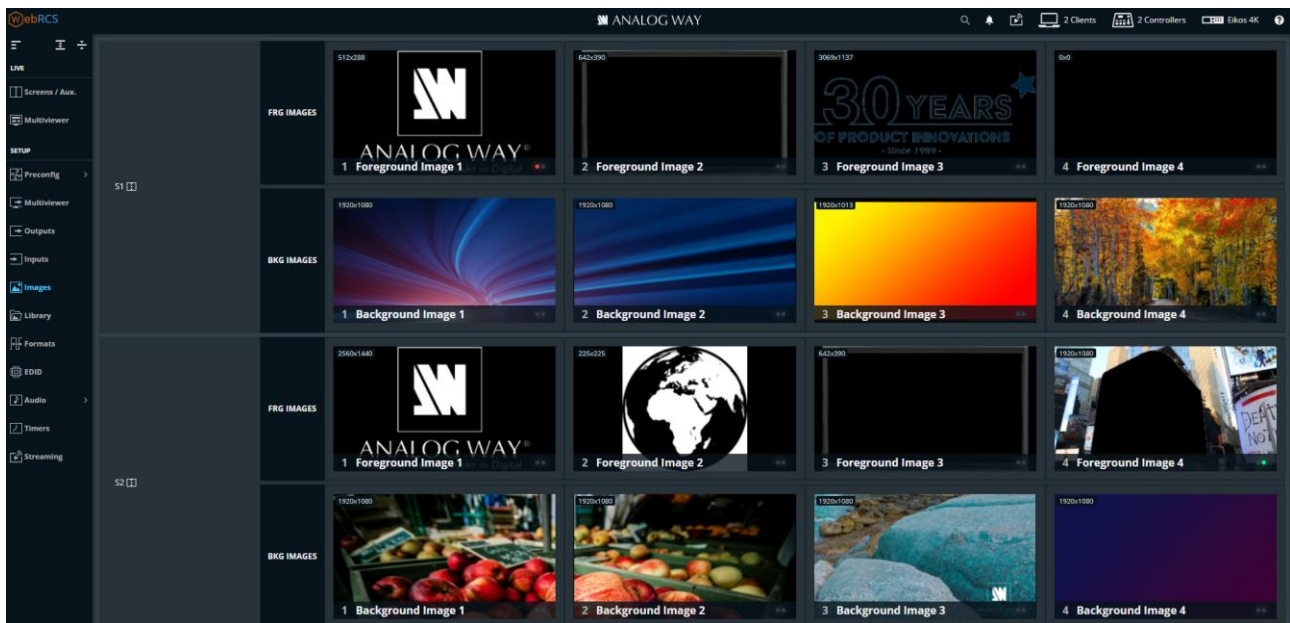 WebRCS
ANALOG WAY
2 Clients
2 Controllers
Eikos 4K
LIVE
Screens / Aux.
Multiviewer
SETUP
Preconfig
Multiviewer
Outputs
Inputs
Images
Library
Formats
EDID
Audio
Timers
Streaming
S1
FRG IMAGES
512x288
ANALOG WAY®
1 Foreground Image 1
642x390
2 Foreground Image 2
3069x1137
30 YEARS
OF PRODUCT INNOVATIONS
- Since 1989 -
3 Foreground Image 3
0x0
4 Foreground Image 4
BKG IMAGES
1920x1080
1 Background Image 1
1920x1080
2 Background Image 2
1920x1013
3 Background Image 3
1920x1080
4 Background Image 4
S2
FRG IMAGES
2560x1440
ANALOG WAY®
1 Foreground Image 1
225x225
2 Foreground Image 2
642x390
3 Foreground Image 3
1920x1080
4 Foreground Image 4
BKG IMAGES
1920x1080
1 Background Image 1
1920x1080
2 Background Image 2
1920x1080
3 Background Image 3
1920x1080
4 Background Image 4